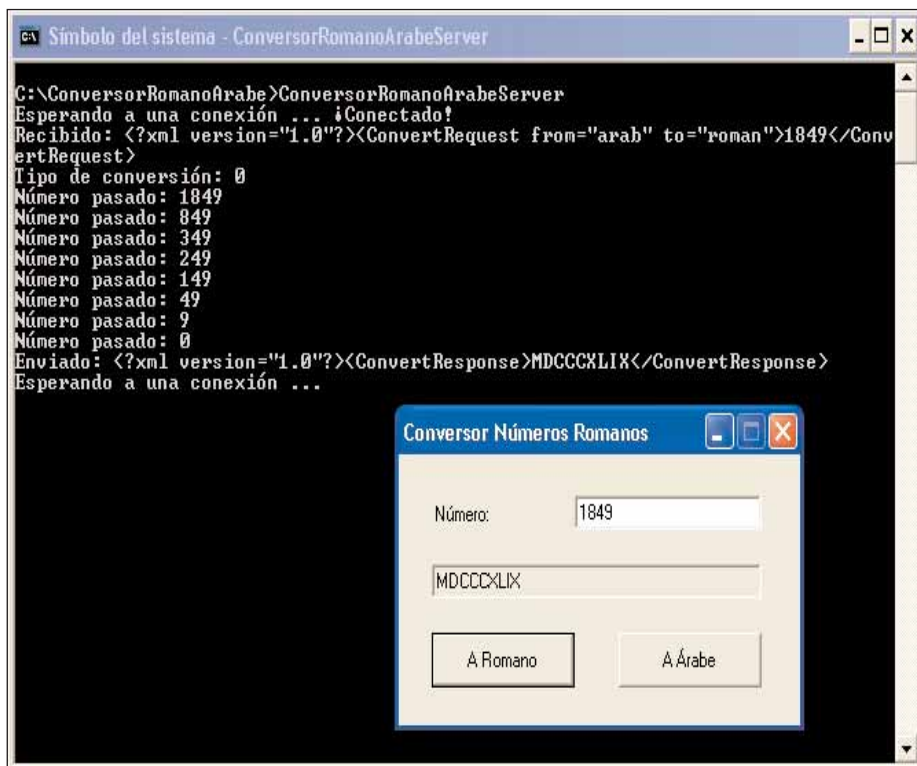 Símbolo del sistema - ConversorRomanoArabeServer
C:\ConversorRomanoArabe>ConversorRomanoArabeServer
Esperando a una conexión ... ¡Conectado!
Recibido: <?xml version="1.0"?><ConvertRequest from="arab" to="roman">1849</Conv
ertRequest>
Tipo de conversión: 0
Número pasado: 1849
Número pasado: 849
Número pasado: 349
Número pasado: 249
Número pasado: 149
Número pasado: 49
Número pasado: 9
Número pasado: 0
Enviado: <?xml version="1.0"?><ConvertResponse>MDCCCXLIX</ConvertResponse>
Esperando a una conexión ...
Conversor Números Romanos
Número: 1849
MDCCCXLIX
A Romano A Árabe